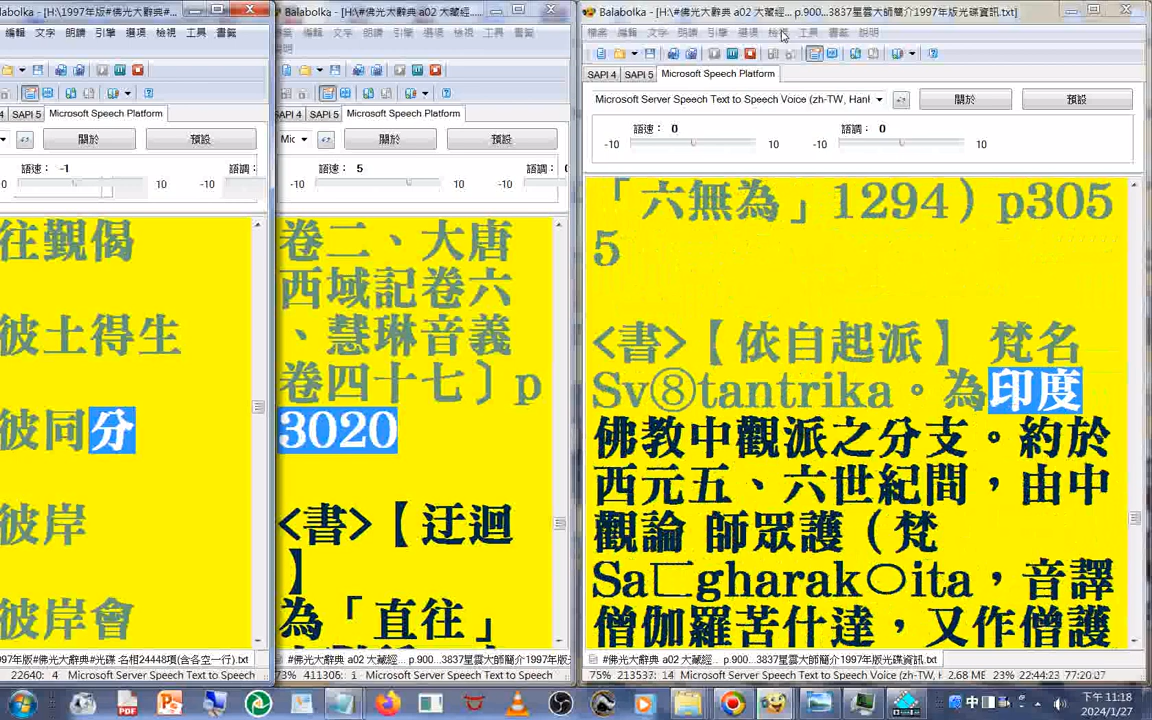 Balabolka - [H:\1997年版#佛光大辭典#...
編輯 文字 朗讀 引擎 選項 檢視 工具 書籤
4 SAPI 5 Microsoft Speech Platform
關於 預設
語速： -1 語調：
0 10 -10
往觀偈
彼土得生
彼同分
彼岸
彼岸會
97年版#佛光大辭典#光碟 名相24448項(含各空一行).txt
22640: 4 Microsoft Server Speech Text to Speech
Balabolka - [H:\#佛光大辭典 a02 大藏經...
檔案 編輯 文字 朗讀 引擎 選項 檢視 工具 書籤
說明
API 4 SAPI 5 Microsoft Speech Platform
Mic 關於 預設
語速： 5 語調： 0
-10 10 -10
卷二、大唐
西域記卷六
、慧琳音義
卷四十七〕p
3020
<書>【迂迴
】
為「直往」
#佛光大辭典 a02 大藏經... p.900...3837星雲大師簡介1997年版光
73% 411305: 1 Microsoft Server Speech Text to S
Balabolka - [H:\#佛光大辭典 a02 大藏經... p.900...3837星雲大師簡介1997年版光碟資訊.txt]
檔案 編輯 文字 朗讀 引擎 選項 檢視 工具 書籤 說明
SAPI 4 SAPI 5 Microsoft Speech Platform
Microsoft Server Speech Text to Speech Voice (zh-TW, Hanl 關於 預設
語速： 0 語調： 0
-10 10 -10 10
「六無為」1294）p305
5
<書>【依自起派】 梵名
Sv⑧tantrika。為印度
佛教中觀派之分支。約於
西元五、六世紀間，由中
觀論 師眾護（梵
Sa匚gharak○ita，音譯
僧伽羅苦什達，又作僧護
#佛光大辭典 a02 大藏經... p.900...3837星雲大師簡介1997年版光碟資訊.txt
75% 213537: 14 Microsoft Server Speech Text to Speech Voice (zh-TW, 2.68 ME 23% 22:44:23 77:20:37
下午 11:18
2024/1/27